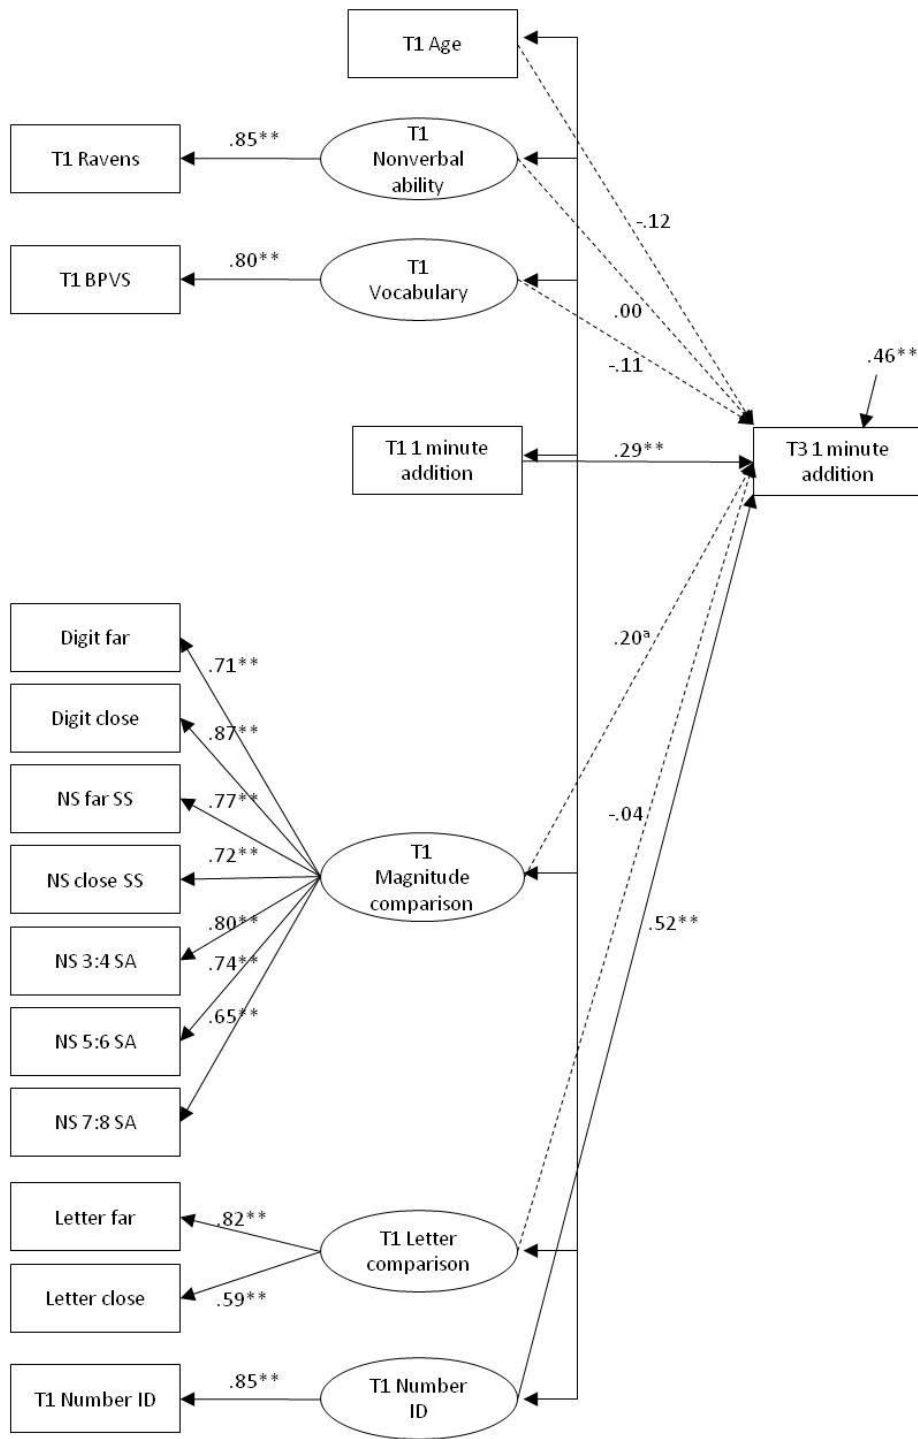 T1 Age
T1 Ravens
.85**
T1
Nonverbal
ability
-.12
T1 BPVS
.80**
T1
Vocabulary
.00
-.11
.46**
T1 1 minute
addition
.29**
T3 1 minute
addition
Digit far
.71**
.20ª
Digit close
.87**
NS far SS
.77**
-.04
NS close SS
.72**
T1
Magnitude
comparison
NS 3:4 SA
.80**
.52**
.74**
NS 5:6 SA
.65**
NS 7:8 SA
Letter far
.82**
T1 Letter
comparison
Letter close
.59**
T1 Number ID
.85**
T1 Number
ID